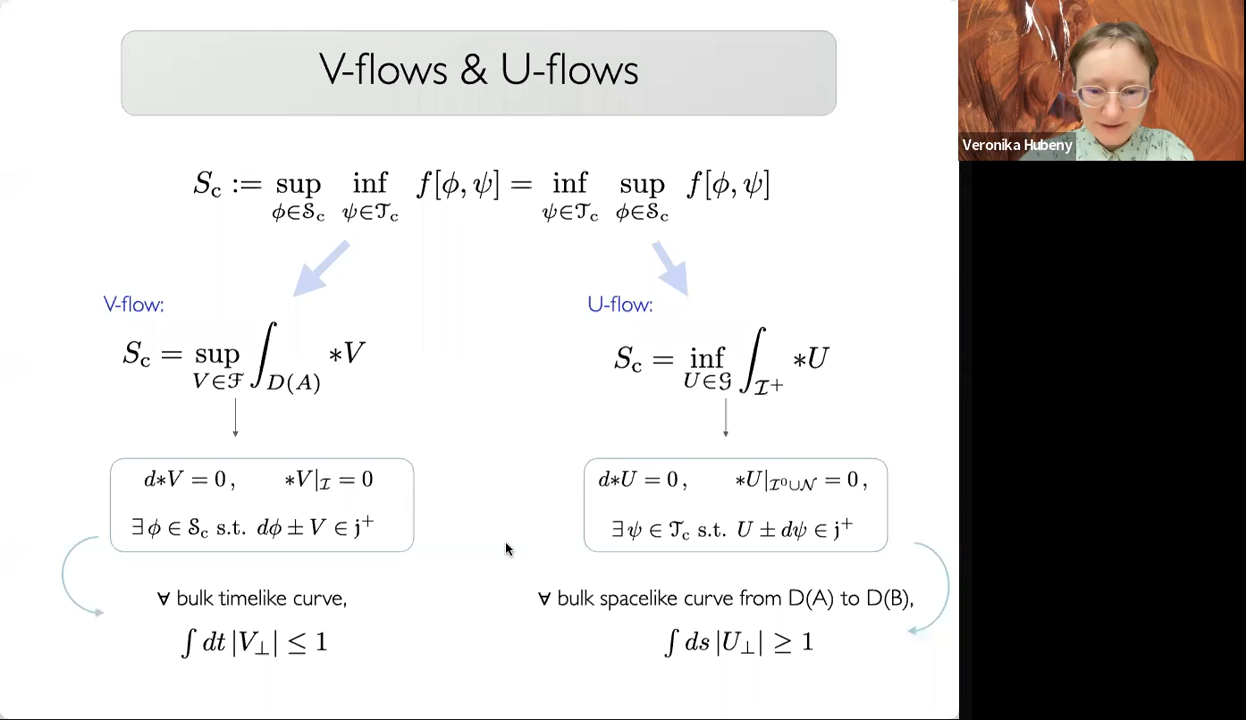 V-flows & U-flows
Veronika Hubeny
S_c := sup_{ϕ∈𝒮_c} inf_{ψ∈𝒯_c} f[ϕ, ψ] = inf_{ψ∈𝒯_c} sup_{ϕ∈𝒮_c} f[ϕ, ψ]
V-flow:
S_c = sup_{V∈ℱ} ∫_{D(A)} *V
d*V = 0, *V|_ℐ = 0
∃ ϕ ∈ 𝒮_c s.t. dϕ ± V ∈ j⁺
∀ bulk timelike curve,
∫ dt |V_⊥| ≤ 1
U-flow:
S_c = inf_{U∈𝒢} ∫_{ℐ⁺} *U
d*U = 0, *U|_{ℐ⁰∪𝒩} = 0,
∃ ψ ∈ 𝒯_c s.t. U ± dψ ∈ j⁺
∀ bulk spacelike curve from D(A) to D(B),
∫ ds |U_⊥| ≥ 1